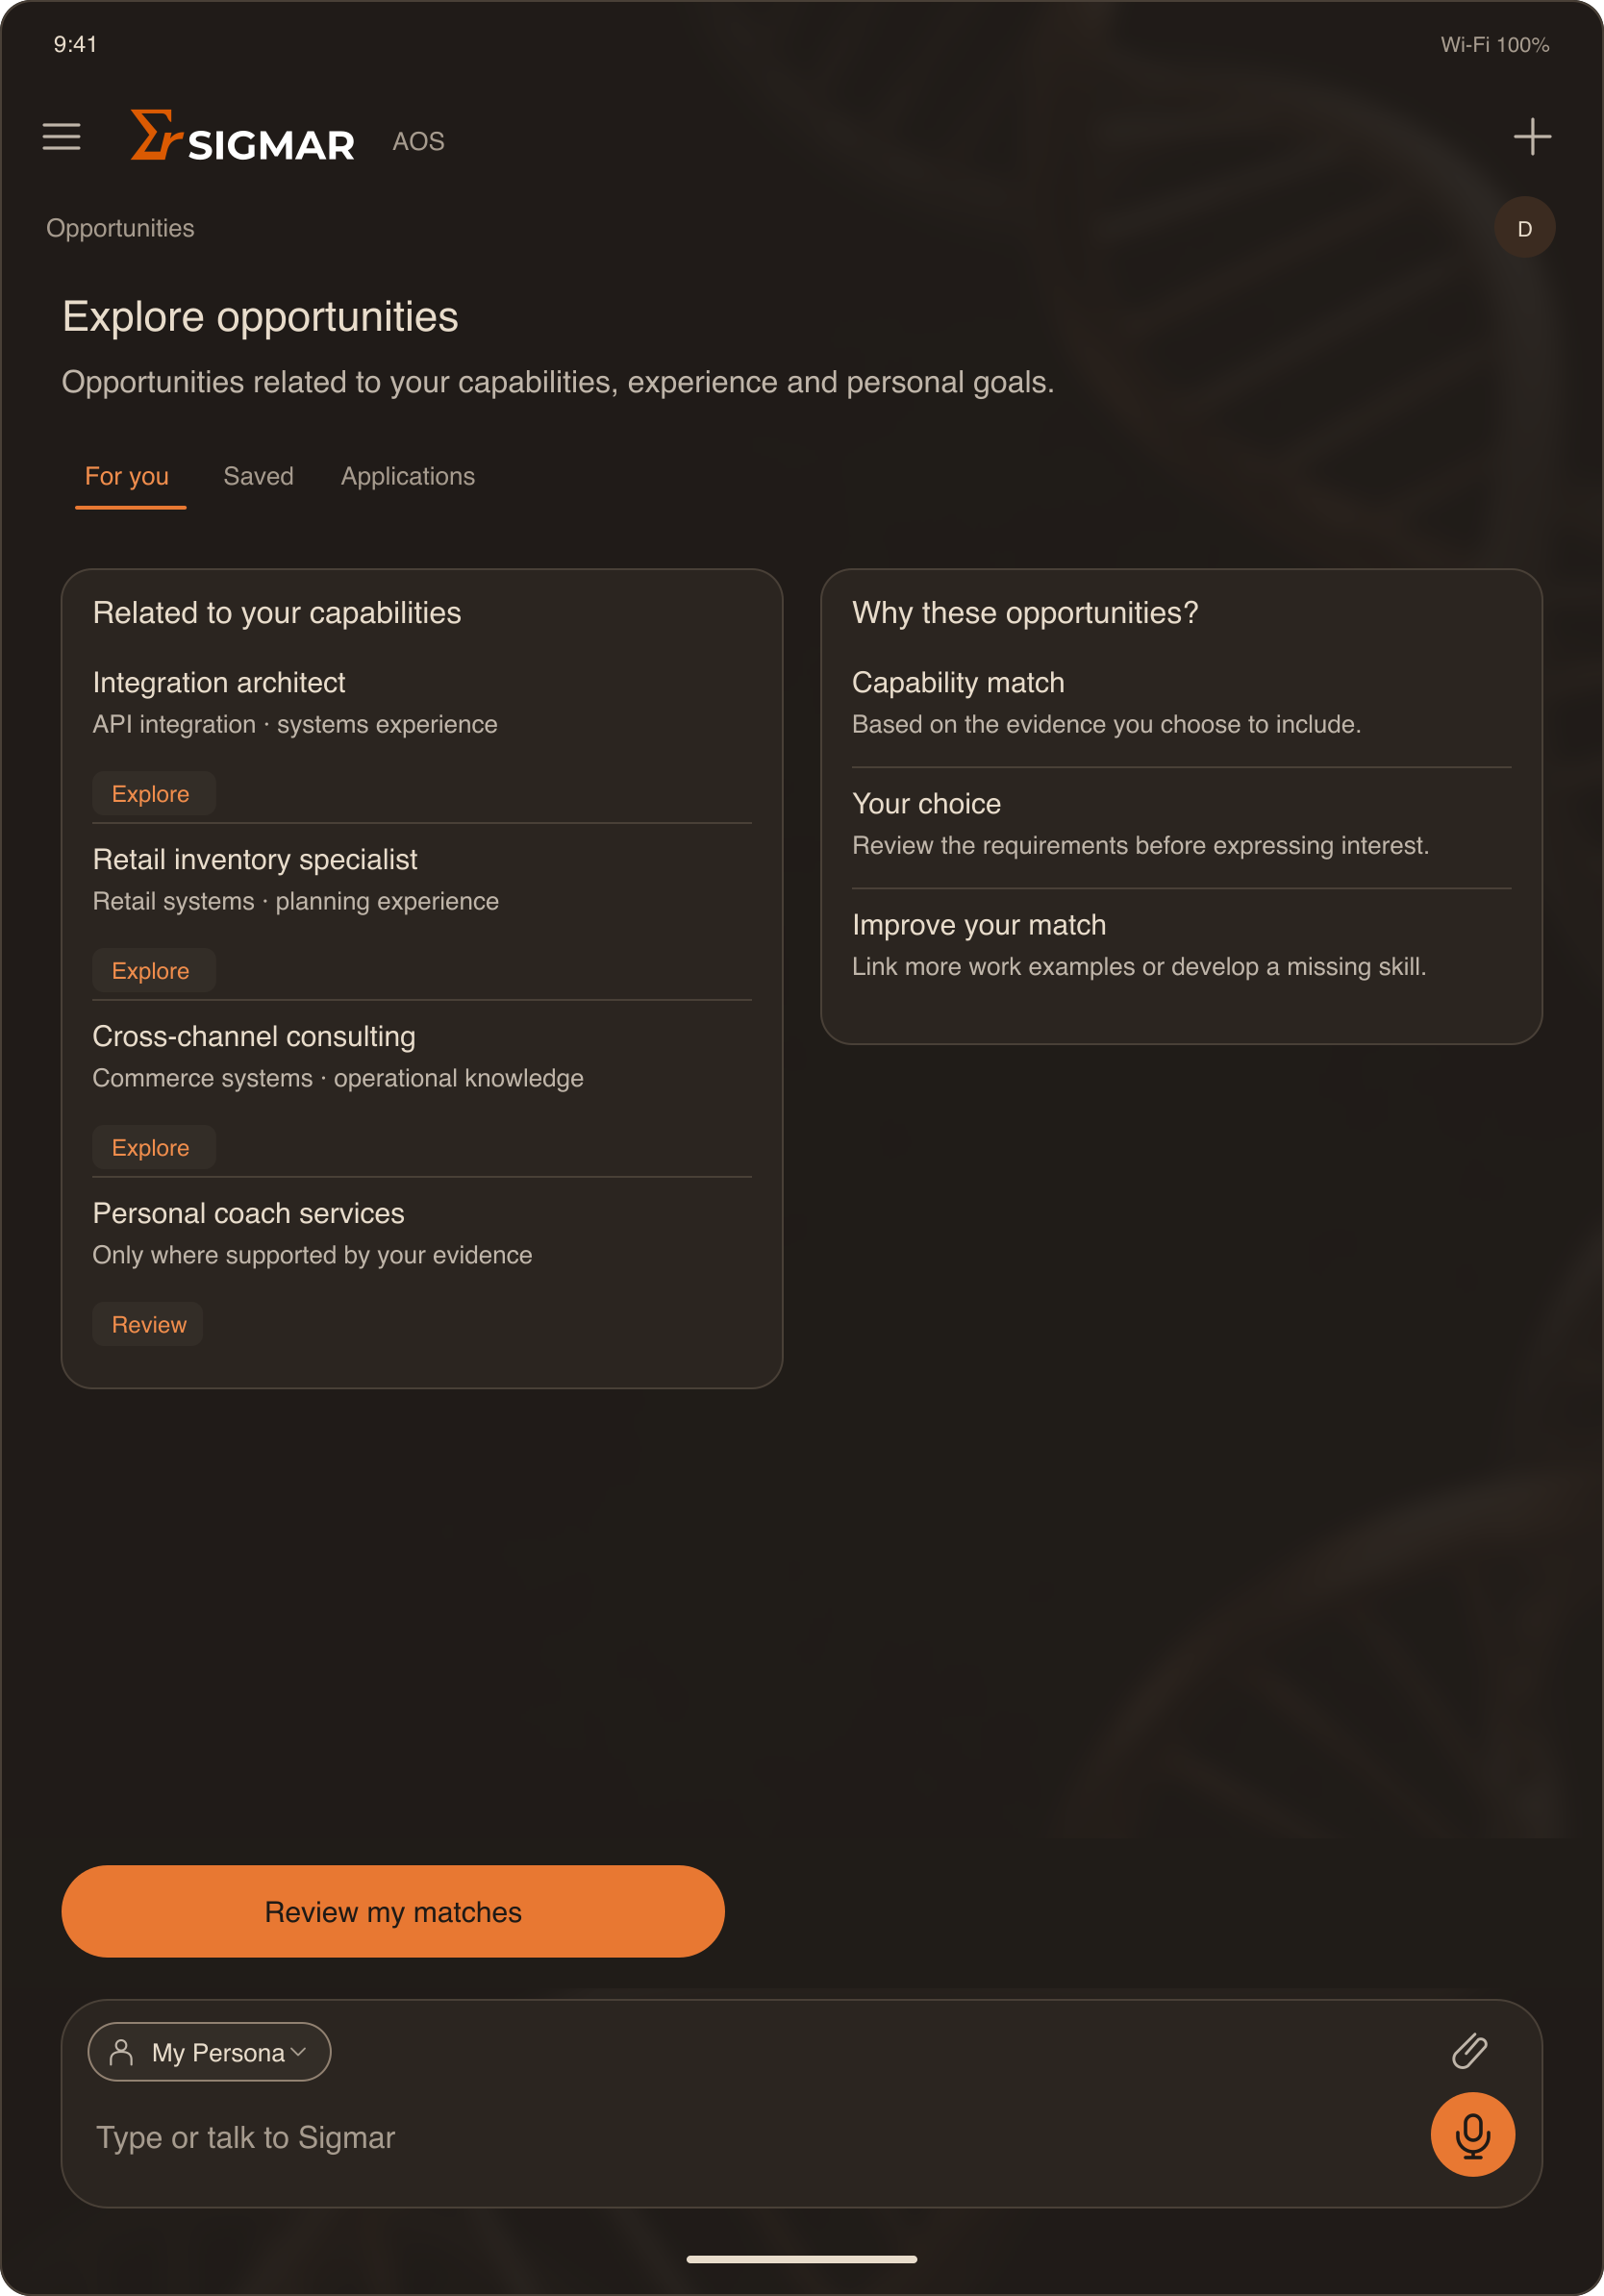 9:41
Wi-Fi 100%
Σr SIGMAR AOS
Opportunities
D
Explore opportunities
Opportunities related to your capabilities, experience and personal goals.
For you
Saved
Applications
Related to your capabilities
Integration architect
API integration · systems experience
Explore
Retail inventory specialist
Retail systems · planning experience
Explore
Cross-channel consulting
Commerce systems · operational knowledge
Explore
Personal coach services
Only where supported by your evidence
Review
Why these opportunities?
Capability match
Based on the evidence you choose to include.
Your choice
Review the requirements before expressing interest.
Improve your match
Link more work examples or develop a missing skill.
Review my matches
My Persona
Type or talk to Sigmar